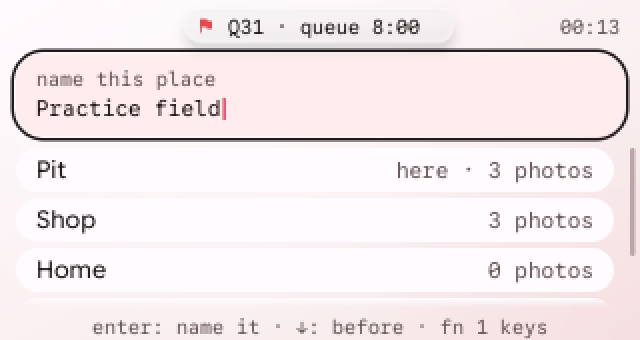 Q31 · queue 8:00
00:13
name this place
Practice field
Pit here · 3 photos
Shop 3 photos
Home 0 photos
enter: name it · ↓: before · fn 1 keys